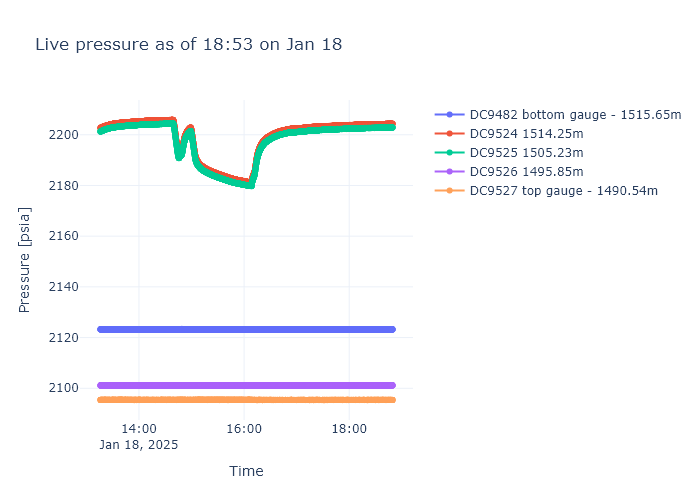 Live pressure as of 18:53 on Jan 18
DC9482 bottom gauge - 1515.65m
DC9524 1514.25m
DC9525 1505.23m
DC9526 1495.85m
DC9527 top gauge - 1490.54m
Pressure [psia]
2200
2180
2160
2140
2120
2100
14:00
16:00
18:00
Jan 18, 2025
Time